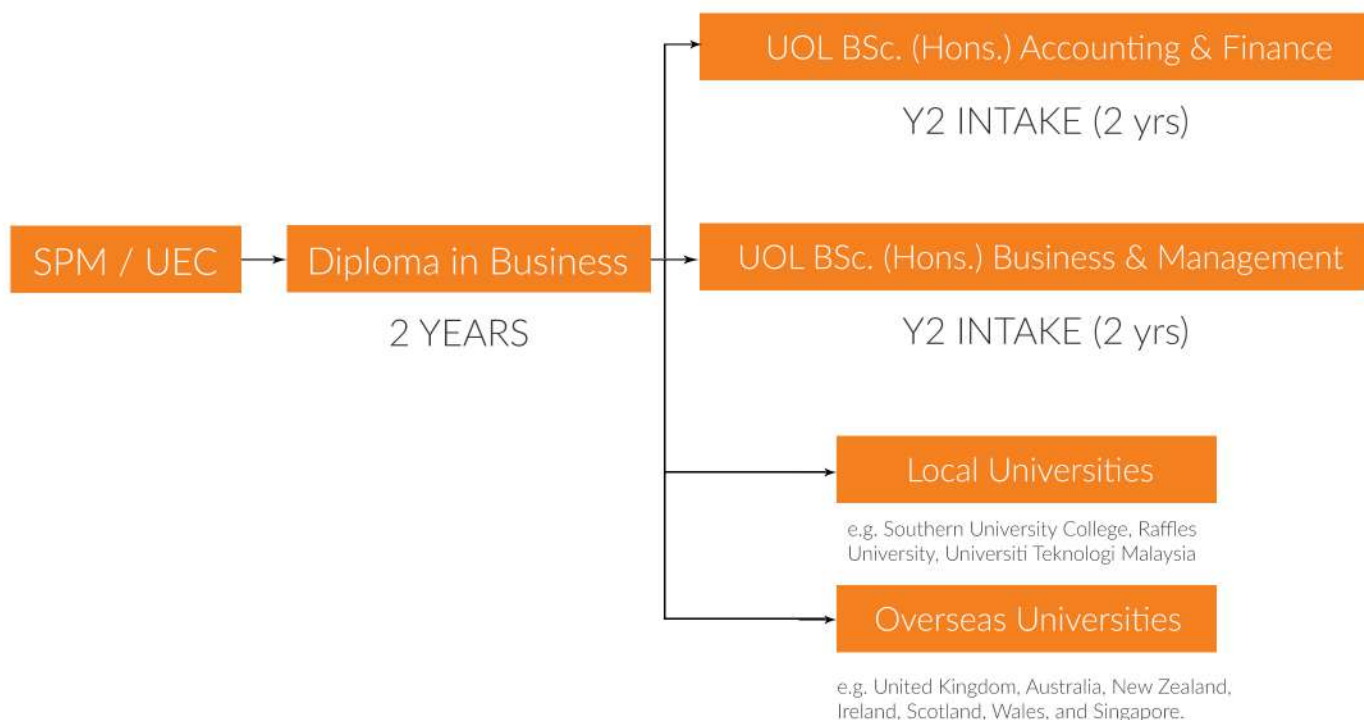 UOL BSc. (Hons.) Accounting & Finance
Y2 INTAKE (2 yrs)
SPM / UEC
Diploma in Business
2 YEARS
UOL BSc. (Hons.) Business & Management
Y2 INTAKE (2 yrs)
Local Universities
e.g. Southern University College, Raffles
University, Universiti Teknologi Malaysia
Overseas Universities
e.g. United Kingdom, Australia, New Zealand,
Ireland, Scotland, Wales, and Singapore.